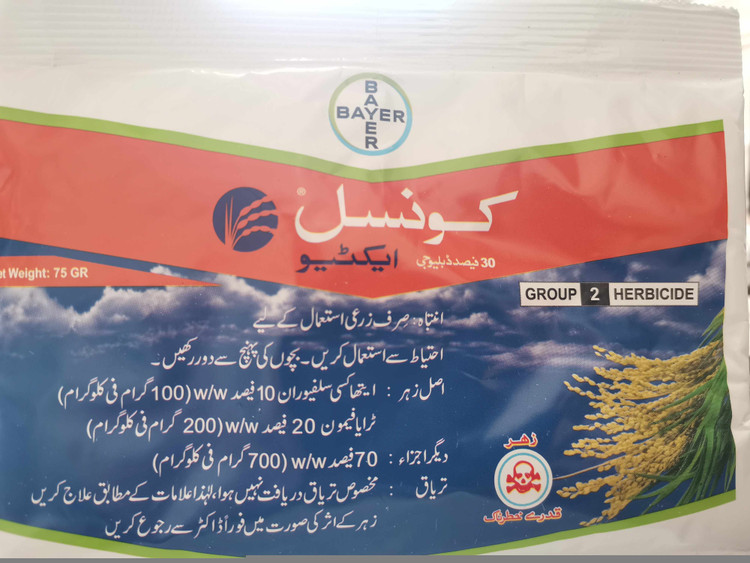 BAYER
BAYER
کونسل®
ایکٹیو
30 فیصد ڈبلیو جی
et Weight: 75 GR
GROUP 2 HERBICIDE
انتباہ: صرف زرعی استعمال کے لیے
احتیاط سے استعمال کریں۔ بچوں کی پہنچ سے دور رکھیں۔
اصل زہر : ایتھاکسی سلفیوران 10 فیصد w/w (100 گرام فی کلوگرام)
ٹرایافیمون 20 فیصد w/w (200 گرام فی کلوگرام)
دیگر اجزاء : 70 فیصد w/w (700 گرام فی کلوگرام)
تریاق : مخصوص تریاق دریافت نہیں ہوا، لہٰذا علامات کے مطابق علاج کریں
زہر کے اثر کی صورت میں فوراً ڈاکٹر سے رجوع کریں
زہر
قدرے خطرناک